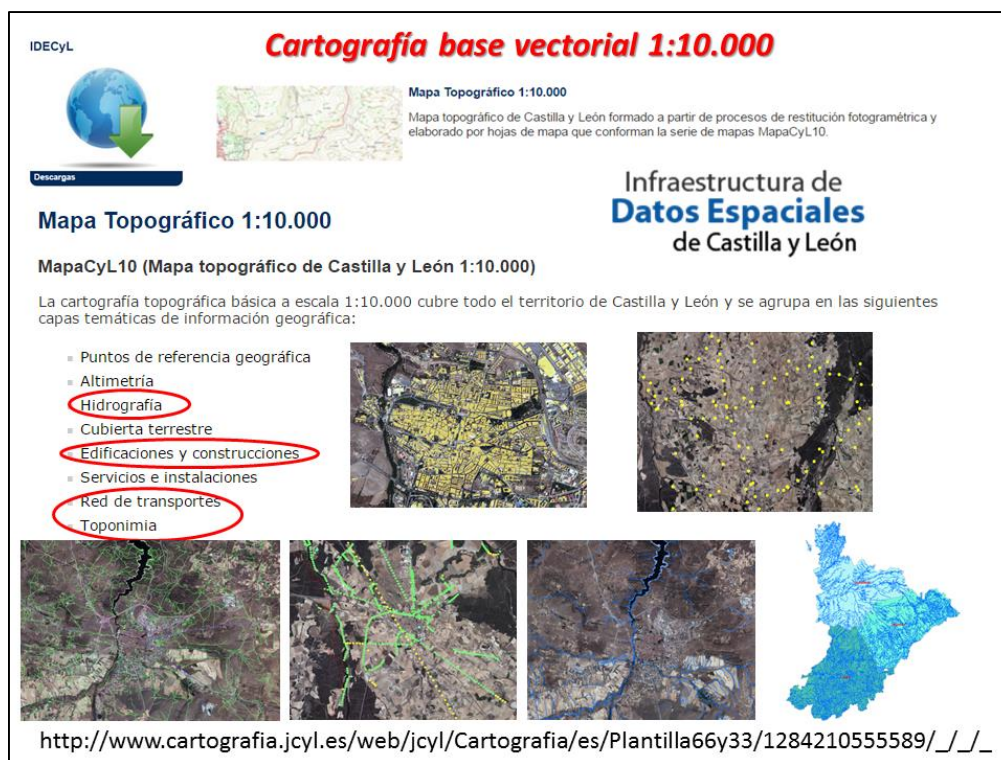 IDECyL
Cartografía base vectorial 1:10.000
Mapa Topográfico 1:10.000
Mapa topográfico de Castilla y León formado a partir de procesos de restitución fotogramétrica y
elaborado por hojas de mapa que conforman la serie de mapas MapaCyL10.
Descargas
Infraestructura de
Datos Espaciales
de Castilla y León
Mapa Topográfico 1:10.000
MapaCyL10 (Mapa topográfico de Castilla y León 1:10.000)
La cartografía topográfica básica a escala 1:10.000 cubre todo el territorio de Castilla y León y se agrupa en las siguientes
capas temáticas de información geográfica:
Puntos de referencia geográfica
Altimetría
Hidrografía
Cubierta terrestre
Edificaciones y construcciones
Servicios e instalaciones
Red de transportes
Toponimia
http://www.cartografia.jcyl.es/web/jcyl/Cartografia/es/Plantilla66y33/1284210555589/_/_/_